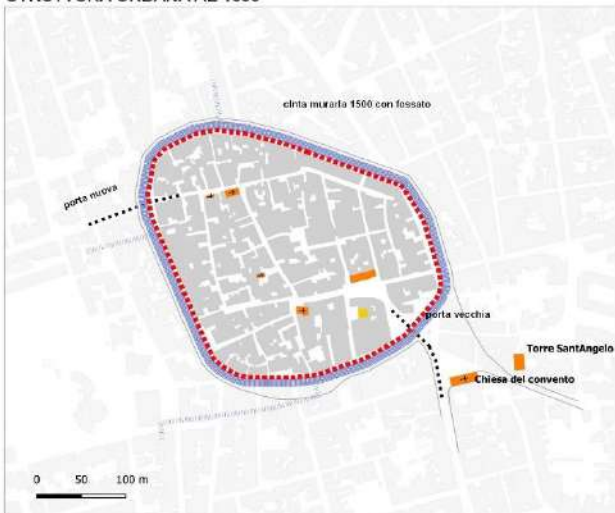 cinta muraria 1500 con fossato
porta nuova
porta vecchia
Torre SantAngelo
Chiesa del convento
0 50 100 m